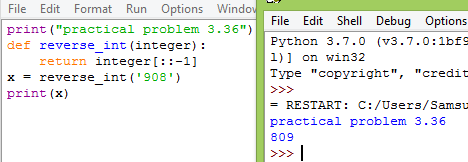 File Edit Format Run Options Window
print("practical problem 3.36")
def reverse_int(integer):
    return integer[::-1]
x = reverse_int('908')
print(x)
File Edit Shell Debug Options
Python 3.7.0 (v3.7.0:1bf9
1)] on win32
Type "copyright", "credit
>>>
= RESTART: C:/Users/Samsu
practical problem 3.36
809
>>>